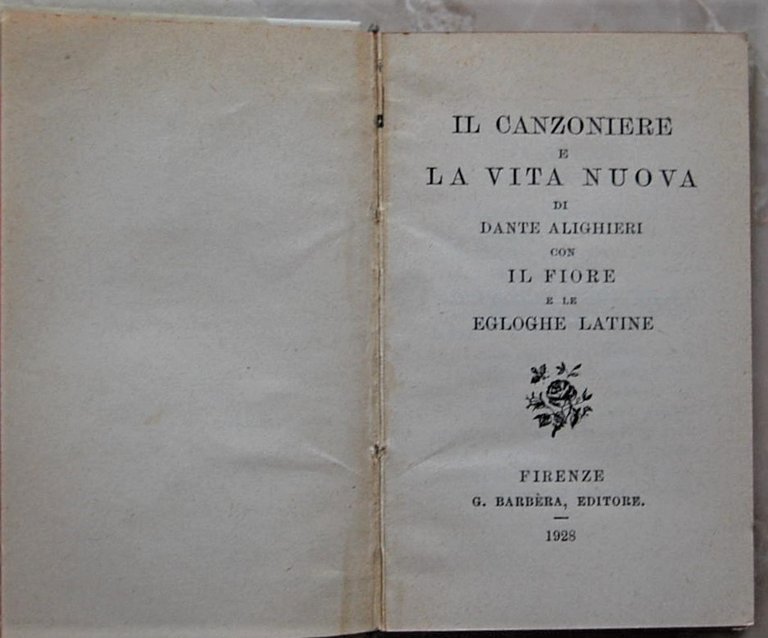 IL CANZONIERE
E
LA VITA NUOVA
DI
DANTE ALIGHIERI
CON
IL FIORE
E LE
EGLOGHE LATINE
FIRENZE
G. BARBÈRA, EDITORE.
1928